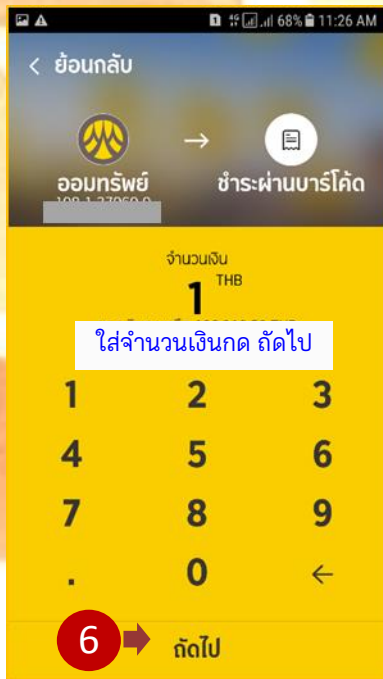 68% 11:26 AM
< ย้อนกลับ
ออมทรัพย์ → ชำระผ่านบาร์โค้ด
จำนวนเงิน
1 THB
ใส่จำนวนเงินกด ถัดไป
1 2 3
4 5 6
7 8 9
. 0 ←
6 ถัดไป